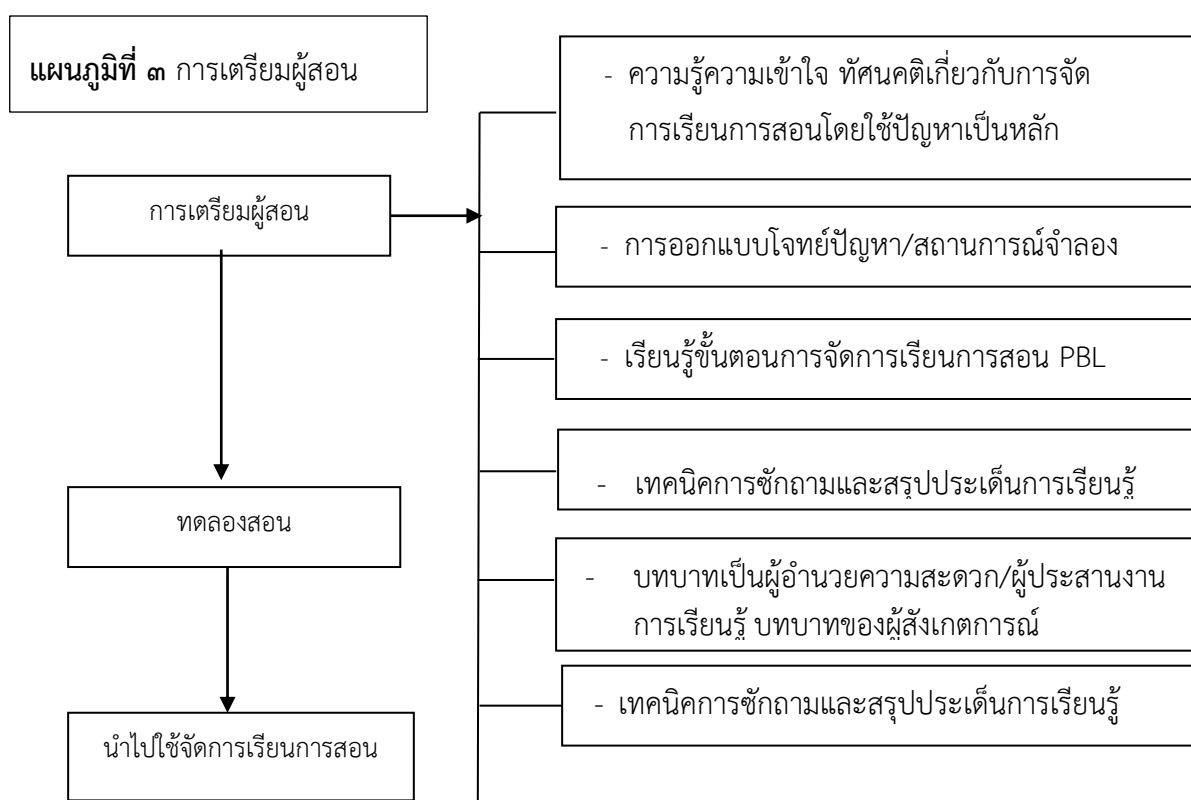 แผนภูมิที่ ๓ การเตรียมผู้สอน
- ความรู้ความเข้าใจ ทัศนคติเกี่ยวกับการจัด
การเรียนการสอนโดยใช้ปัญหาเป็นหลัก
การเตรียมผู้สอน
- การออกแบบโจทย์ปัญหา/สถานการณ์จำลอง
- เรียนรู้ขั้นตอนการจัดการเรียนการสอน PBL
- เทคนิคการซักถามและสรุปประเด็นการเรียนรู้
ทดลองสอน
- บทบาทเป็นผู้อำนวยความสะดวก/ผู้ประสานงาน
การเรียนรู้ บทบาทของผู้สังเกตการณ์
- เทคนิคการซักถามและสรุปประเด็นการเรียนรู้
นำไปใช้จัดการเรียนการสอน